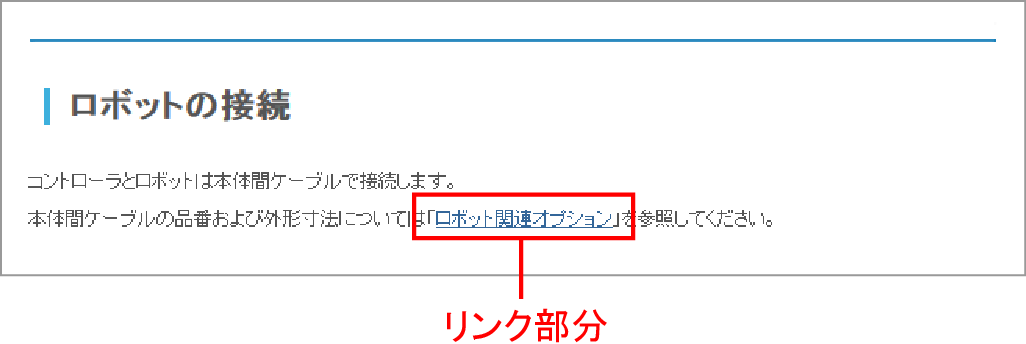 ロボットの接続
コントローラとロボットは本体間ケーブルで接続します。
本体間ケーブルの品番および外形寸法については「ロボット関連オプション」を参照してください。
リンク部分